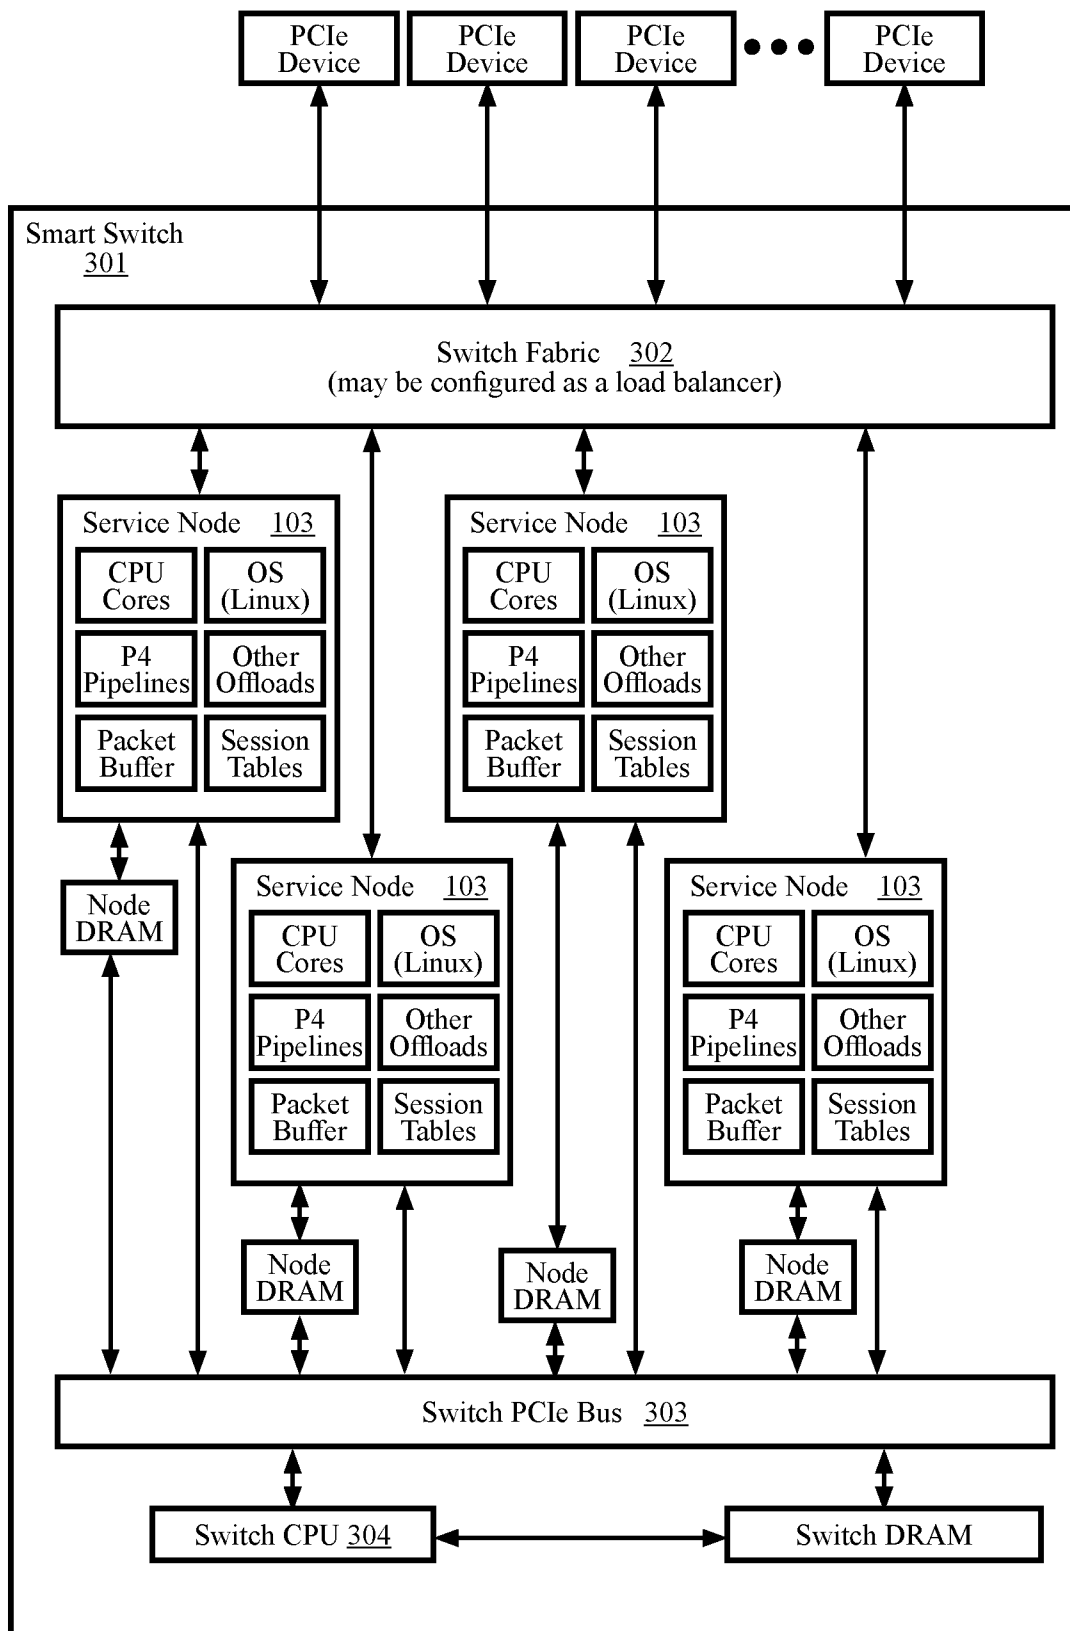 PCIe
Device
PCIe
Device
PCIe
Device
PCIe
Device
Smart Switch
301
Switch Fabric 302
(may be configured as a load balancer)
Service Node 103
CPU
Cores
OS
(Linux)
P4
Pipelines
Other
Offloads
Packet
Buffer
Session
Tables
Service Node 103
CPU
Cores
OS
(Linux)
P4
Pipelines
Other
Offloads
Packet
Buffer
Session
Tables
Node
DRAM
Service Node 103
CPU
Cores
OS
(Linux)
P4
Pipelines
Other
Offloads
Packet
Buffer
Session
Tables
Service Node 103
CPU
Cores
OS
(Linux)
P4
Pipelines
Other
Offloads
Packet
Buffer
Session
Tables
Node
DRAM
Node
DRAM
Node
DRAM
Switch PCIe Bus 303
Switch CPU 304
Switch DRAM